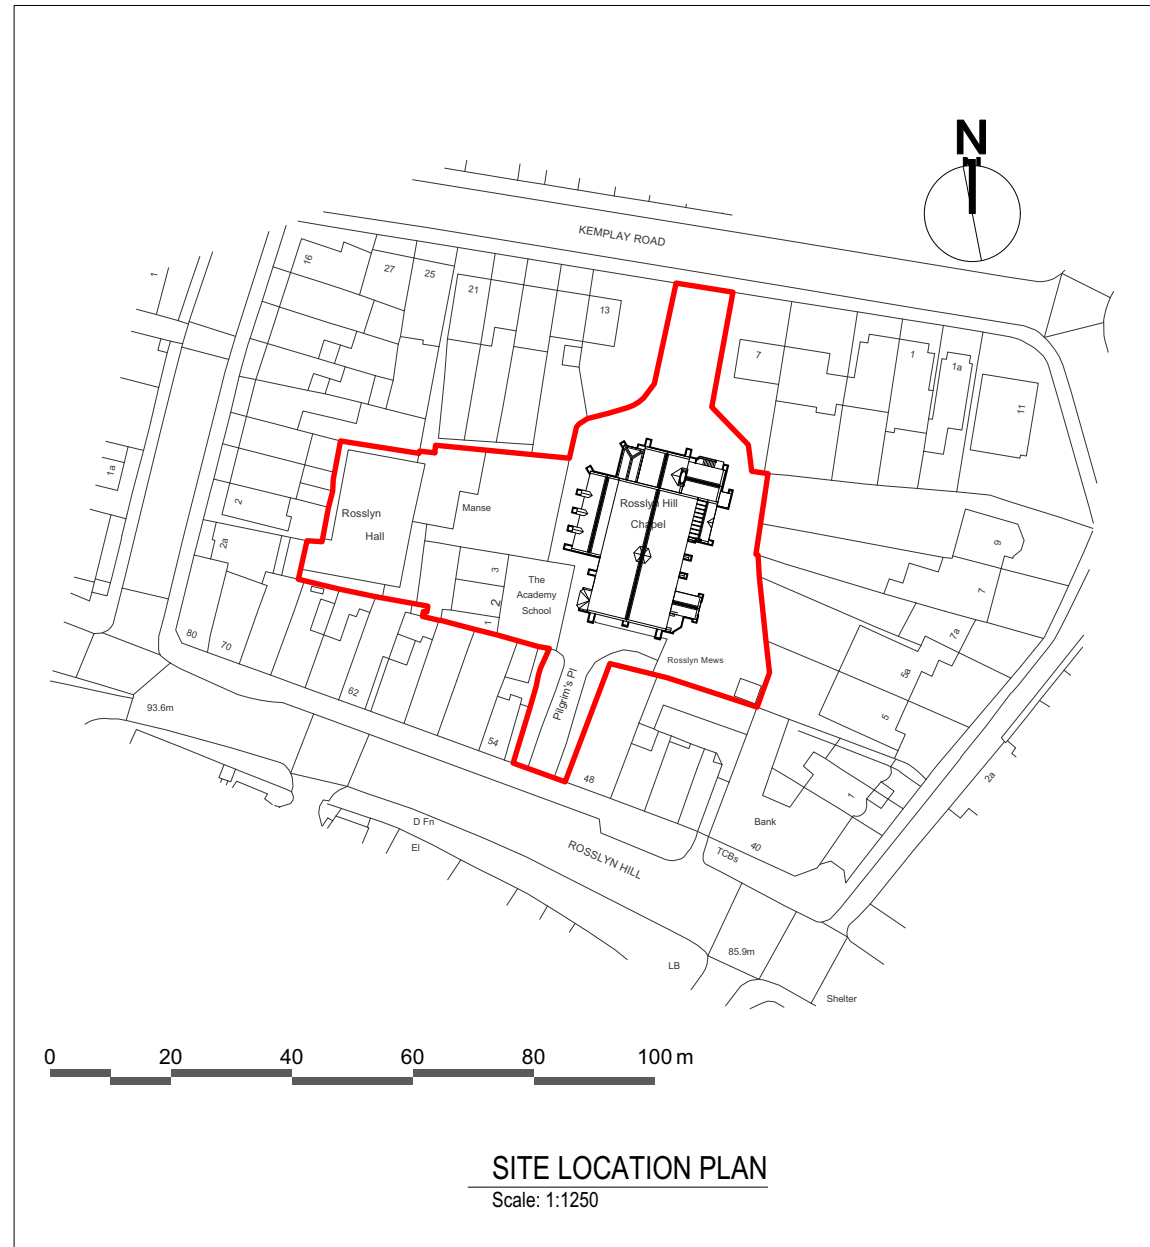 N
KEMPLAY ROAD
16
27
25
21
13
1
7
1
1a
11
1a
2
2a
Rosslyn
Hall
Manse
Rosslyn Hill
Chapel
3
2
1
The
Academy
School
9
7
7a
5a
5
80
70
62
54
Pilgrim's Pl
Rosslyn Mews
48
93.6m
2a
1
Bank
40
TCBs
D Fn
El
ROSSLYN HILL
85.9m
LB
Shelter
0 20 40 60 80 100 m
SITE LOCATION PLAN
Scale: 1:1250